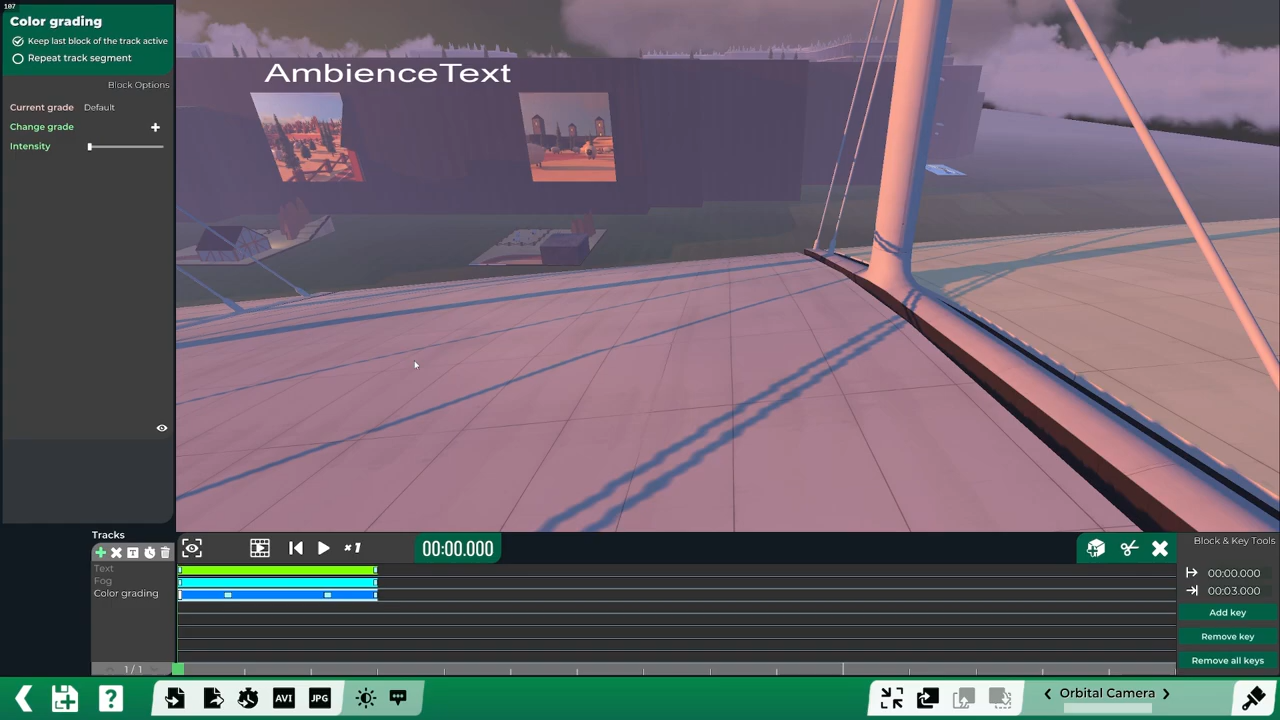 107
Color grading
Keep last block of the track active
Repeat track segment
Block Options
Current grade Default
Change grade
Intensity
AmbienceText
Tracks
Text
Fog
Color grading
1 / 1
×1
00:00.000
Block & Key Tools
00:00.000
00:03.000
Add key
Remove key
Remove all keys
AVI
JPG
Orbital Camera